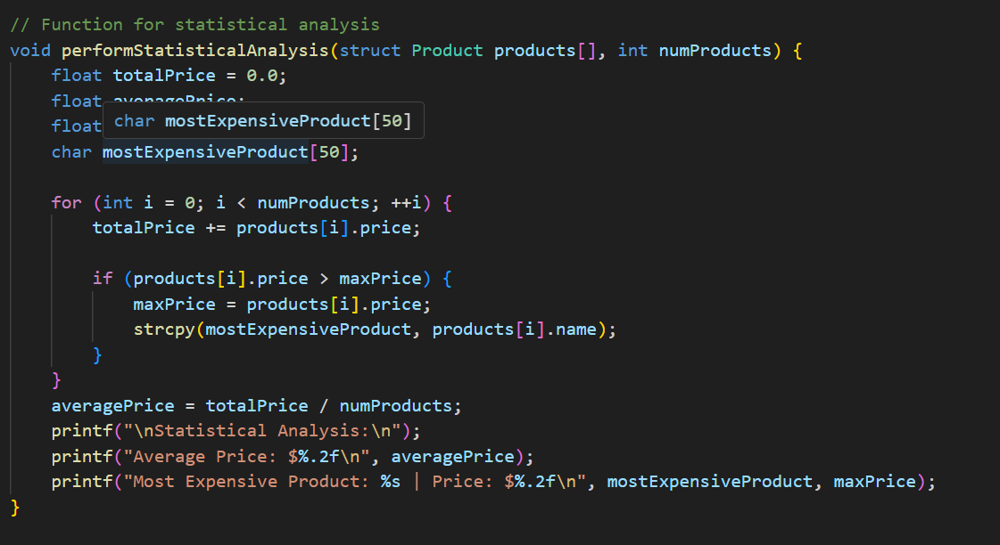 // Function for statistical analysis
void performStatisticalAnalysis(struct Product products[], int numProducts) {
float totalPrice = 0.0;
float averagePrice;
float
char mostExpensiveProduct[50]
char mostExpensiveProduct[50];
for (int i = 0; i < numProducts; ++i) {
totalPrice += products[i].price;
if (products[i].price > maxPrice) {
maxPrice = products[i].price;
strcpy(mostExpensiveProduct, products[i].name);
}
}
averagePrice = totalPrice / numProducts;
printf("\nStatistical Analysis:\n");
printf("Average Price: $%.2f\n", averagePrice);
printf("Most Expensive Product: %s | Price: $%.2f\n", mostExpensiveProduct, maxPrice);
}